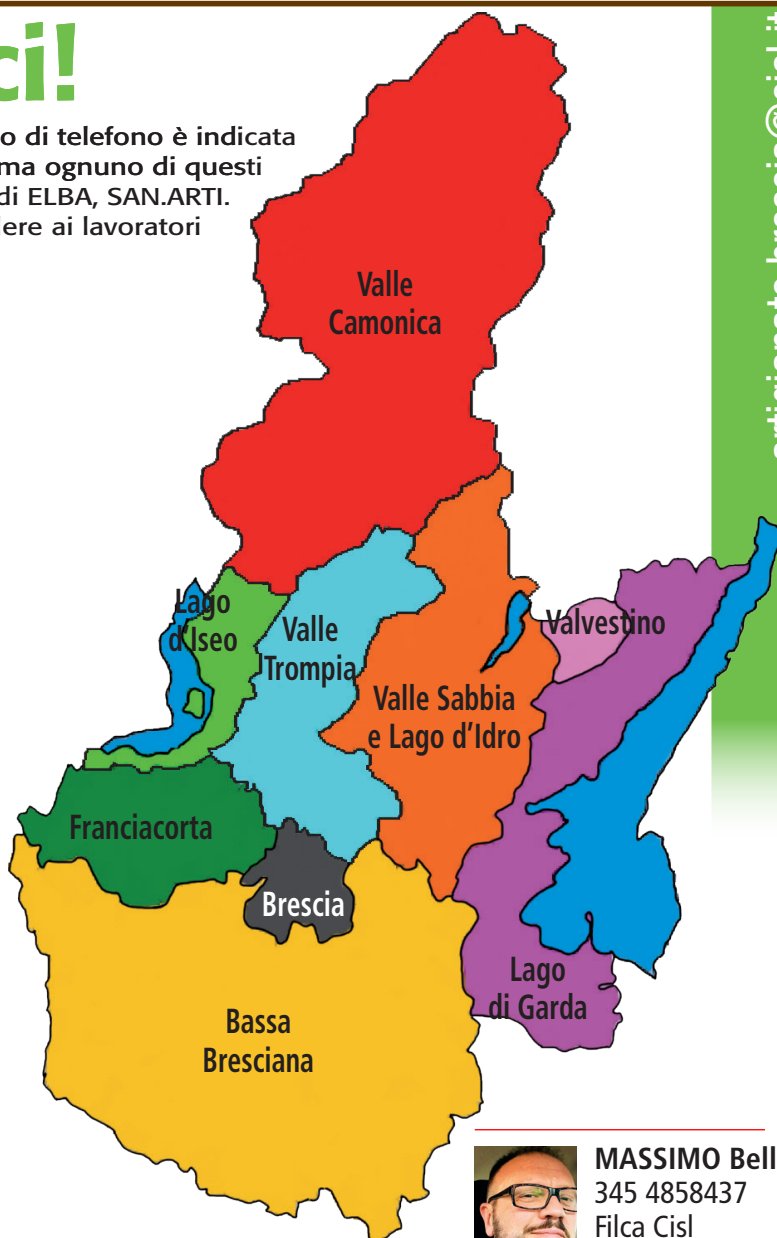 ci!
o di telefono è indicata
ma ognuno di questi
di ELBA, SAN.ARTI.
lere ai lavoratori
Valle
Camonica
Lago
d'Iseo
Valle
Trompia
Valvestino
Valle Sabbia
e Lago d'Idro
Franciacorta
Brescia
Lago
di Garda
Bassa
Bresciana
MASSIMO Bell
345 4858437
Filca Cisl